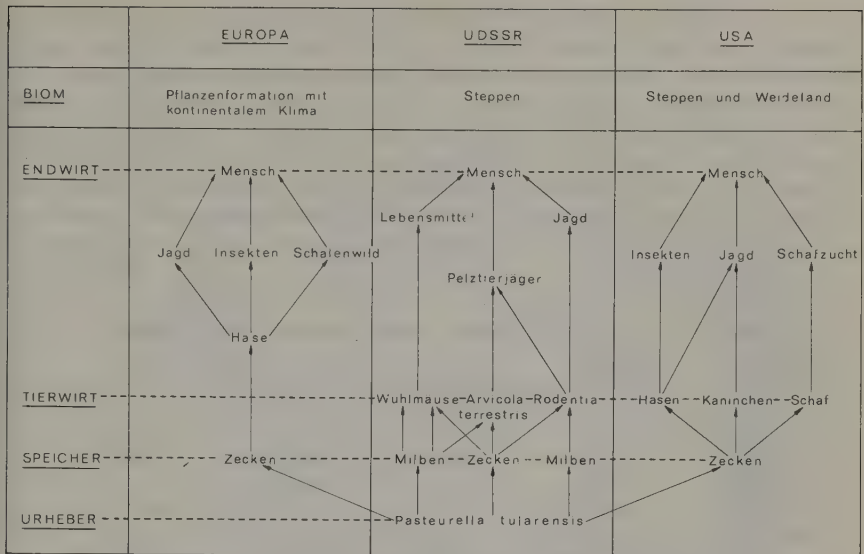 EUROPA UDSSR USA
BIOM Pflanzenformation mit kontinentalem Klima Steppen Steppen und Weideland
ENDWIRT Mensch Mensch Mensch
Lebensmittel Jagd
Jagd Insekten Schalenwild Insekten Jagd Schafzucht
Pelztierjäger
Hase
TIERWIRT Wuhlmause Arvicola terrestris Rodentia Hasen Kaninchen Schaf
SPEICHER Zecken Milben Zecken Milben Zecken
URHEBER Pasteurella tularensis